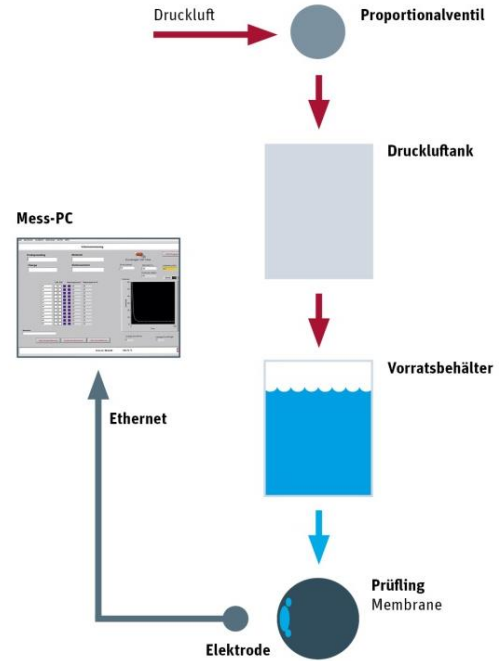 Druckluft
Proportionalventil
Druckluftank
Mess-PC
Vorratsbehälter
Ethernet
Prüfling
Membrane
Elektrode